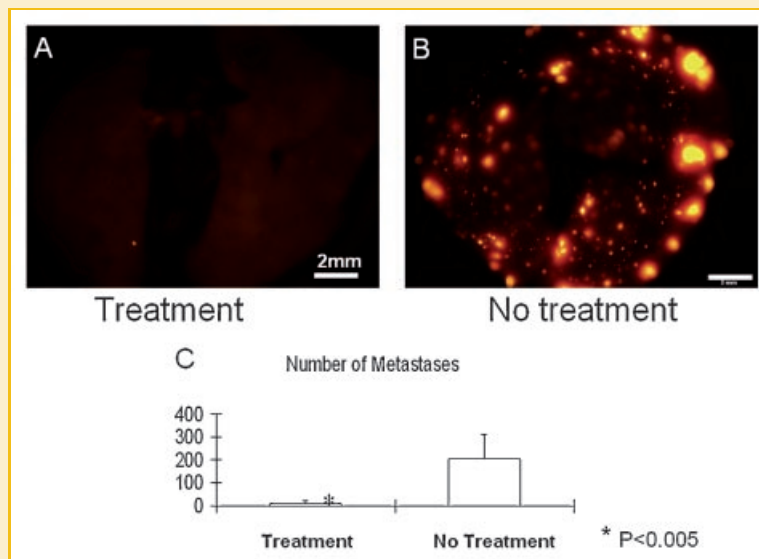 A
B
2mm
Treatment
No treatment
C
Number of Metastases
400
300
200
100
0
*
Treatment
No Treatment
* P<0.005